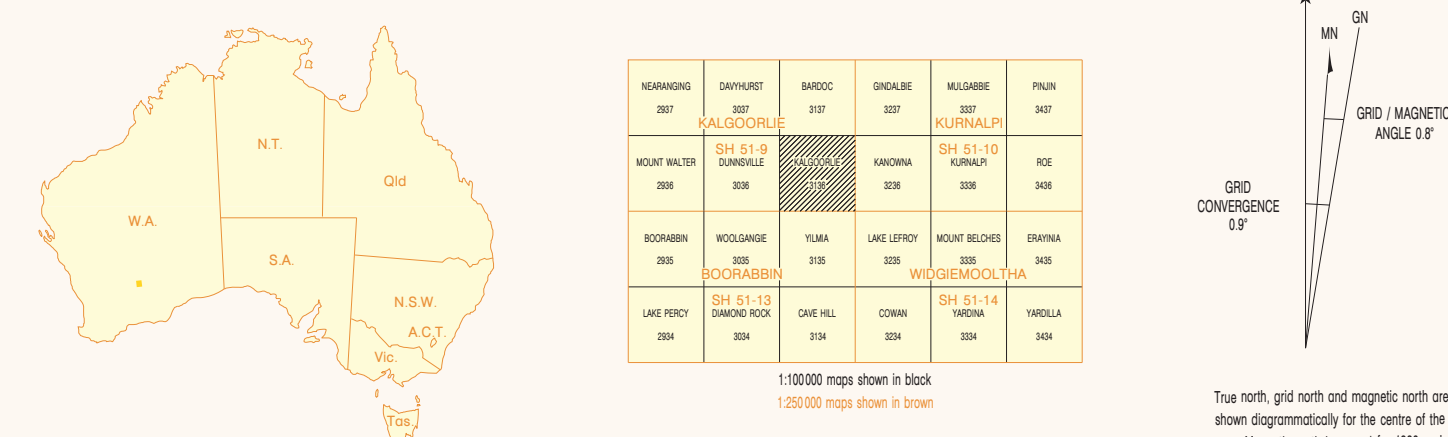 N.T.
Qld
W.A.
S.A.
N.S.W.
A.C.T.
Vic.
Tas.
NEARANGING DAVYHURST BARDOC GINDALBIE MULGABBIE PINJIN
2937 3037 3137 3237 3337 3437
KALGOORLIE KURNALPI
SH 51-9 SH 51-10
MOUNT WALTER DUNNSVILLE KALGOORLIE KANOWNA KURNALPI ROE
2936 3036 3136 3236 3336 3436
BOORABBIN WOOLGANGIE YILMIA LAKE LEFROY MOUNT BELCHES ERAYINIA
2935 3035 3135 3235 3335 3435
BOORABBIN WIDGIEMOOLTHA
SH 51-13 SH 51-14
LAKE PERCY DIAMOND ROCK CAVE HILL COWAN YARDINA YARDILLA
2934 3034 3134 3234 3334 3434
1:100000 maps shown in black
1:250000 maps shown in brown
GN
MN
GRID / MAGNETIC
ANGLE 0.8°
GRID
CONVERGENCE
0.9°
True north, grid north and magnetic north are
shown diagrammatically for the centre of the